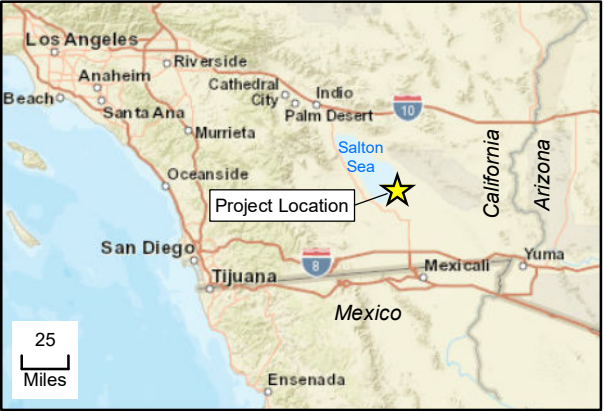 Los Angeles
Riverside
Anaheim
Cathedral
City
Indio
Beach
Santa Ana
Palm Desert
10
Murrieta
Salton
Sea
California
Arizona
Oceanside
Project Location
San Diego
8
Yuma
Tijuana
Mexicali
Mexico
25
Miles
Ensenada